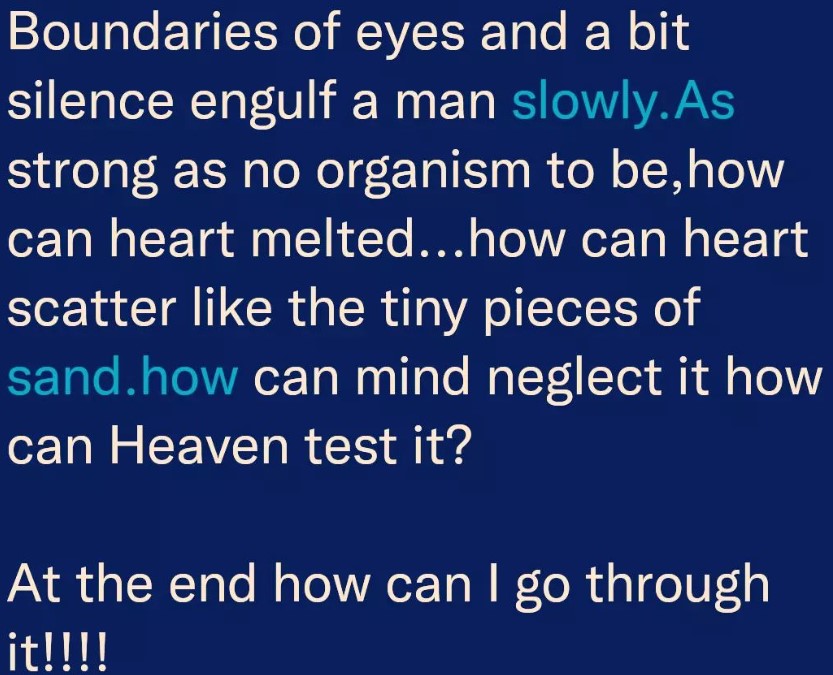 Boundaries of eyes and a bit
silence engulf a man slowly.As
strong as no organism to be,how
can heart melted...how can heart
scatter like the tiny pieces of
sand.how can mind neglect it how
can Heaven test it?
At the end how can I go through
it!!!!